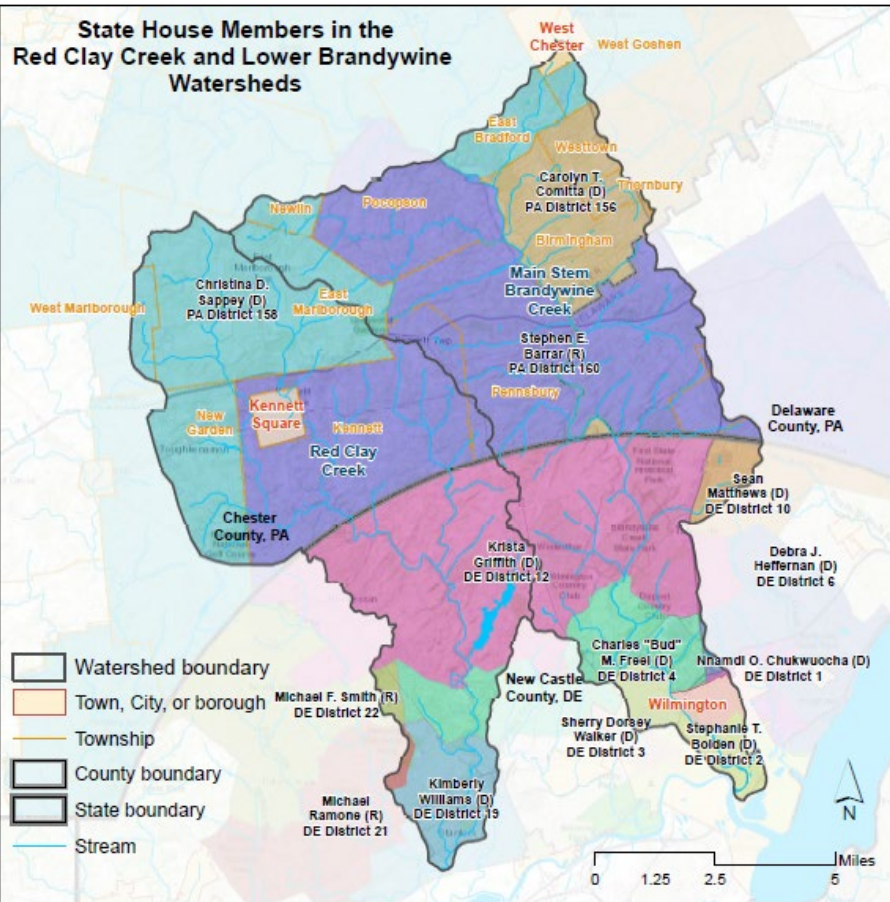 State House Members in the
Red Clay Creek and Lower Brandywine
Watersheds
West
Chester
West Goshen
East
Bradford
Westtown
Carolyn T.
Comitta (D)
PA District 156
Thornbury
Newlin
Pocopson
Birmingham
Main Stem
Brandywine
Creek
Christina D.
Sappey (D)
PA District 158
East
Marlborough
West Marlborough
Stephen E.
Barrar (R)
PA District 160
Pennsbury
Kennett
Square
New
Garden
Kennett
Red Clay
Creek
Delaware
County, PA
Sean
Matthews (D)
DE District 10
Chester
County, PA
Krista
Griffith (D)
DE District 12
Debra J.
Heffernan (D)
DE District 6
Charles "Bud"
M. Freel (D)
DE District 4
Nnamdi O. Chukwuocha (D)
DE District 1
New Castle
County, DE
Michael F. Smith (R)
DE District 22
Wilmington
Sherry Dorsey
Walker (D)
DE District 3
Stephanie T.
Bolden (D)
DE District 2
Kimberly
Williams (D)
DE District 19
Michael
Ramone (R)
DE District 21
Watershed boundary
Town, City, or borough
Township
County boundary
State boundary
Stream
N
Miles
0 1.25 2.5 5